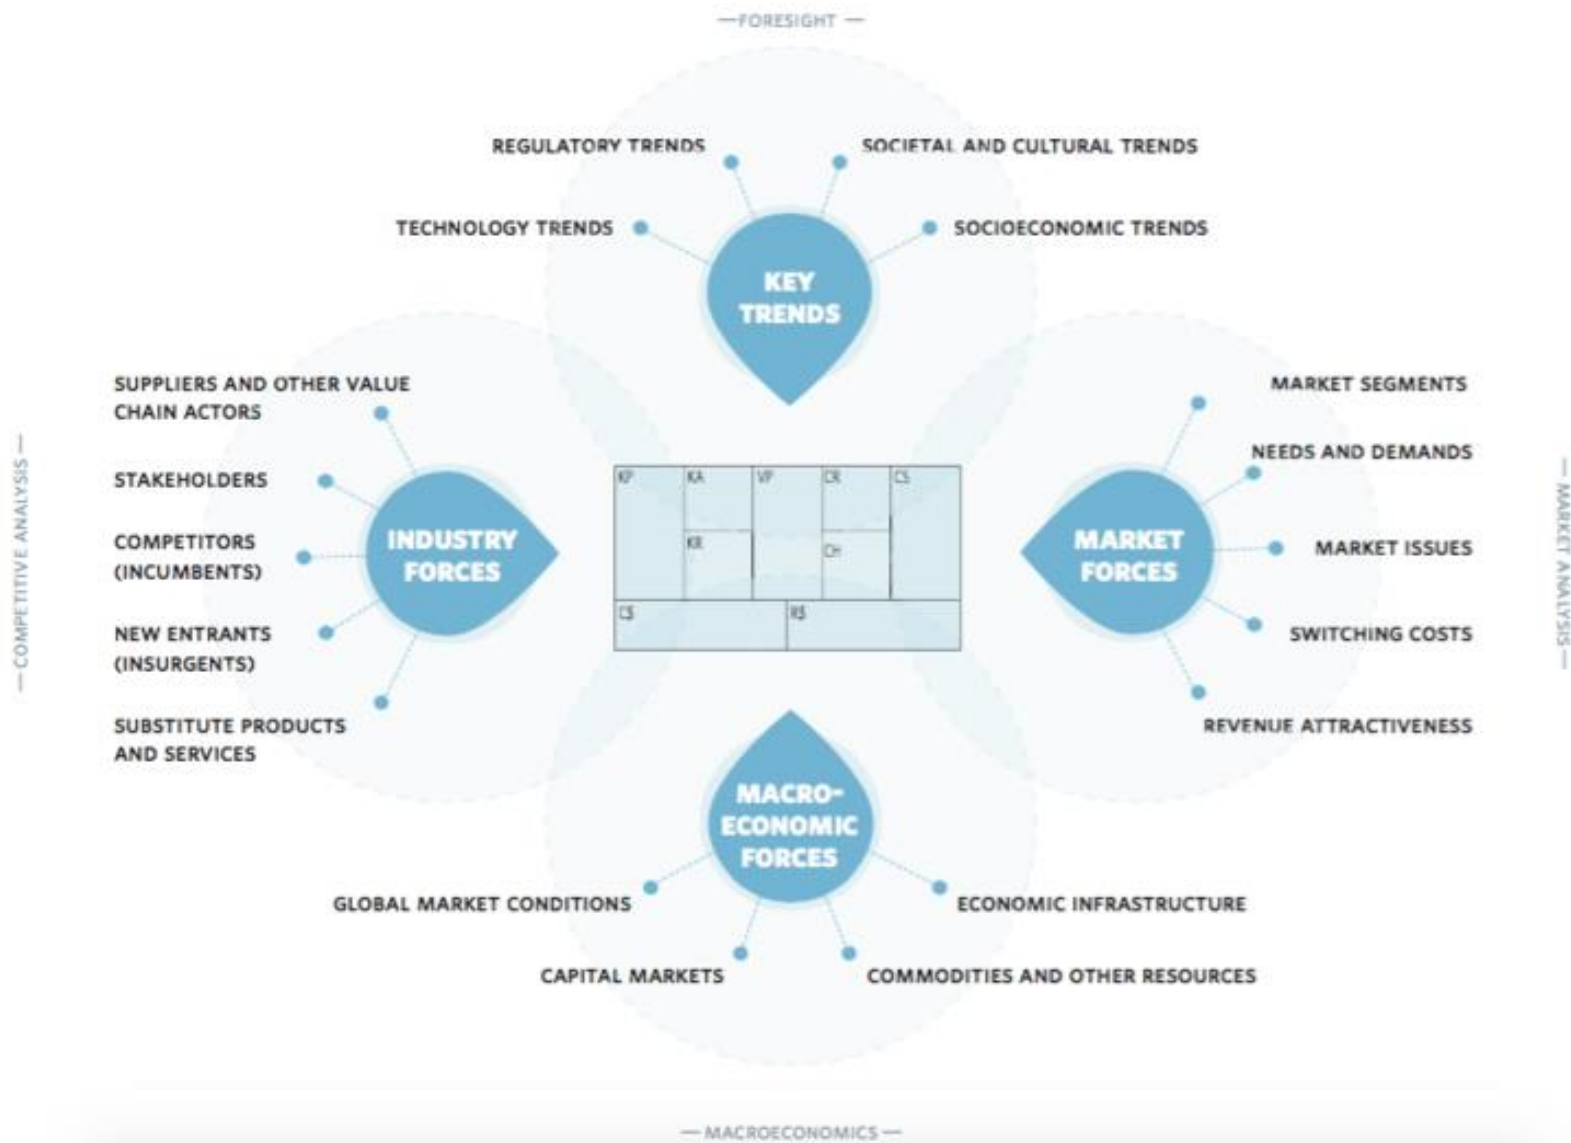 —FORESIGHT —
REGULATORY TRENDS
SOCIETAL AND CULTURAL TRENDS
TECHNOLOGY TRENDS
SOCIOECONOMIC TRENDS
KEY
TRENDS
SUPPLIERS AND OTHER VALUE
CHAIN ACTORS
STAKEHOLDERS
COMPETITORS
(INCUMBENTS)
NEW ENTRANTS
(INSURGENTS)
SUBSTITUTE PRODUCTS
AND SERVICES
INDUSTRY
FORCES
— COMPETITIVE ANALYSIS —
KP
KA
VP
CR
CS
KR
CH
C$
R$
MARKET
FORCES
MARKET SEGMENTS
NEEDS AND DEMANDS
MARKET ISSUES
SWITCHING COSTS
REVENUE ATTRACTIVENESS
— MARKET ANALYSIS —
MACRO-
ECONOMIC
FORCES
GLOBAL MARKET CONDITIONS
ECONOMIC INFRASTRUCTURE
CAPITAL MARKETS
COMMODITIES AND OTHER RESOURCES
— MACROECONOMICS —